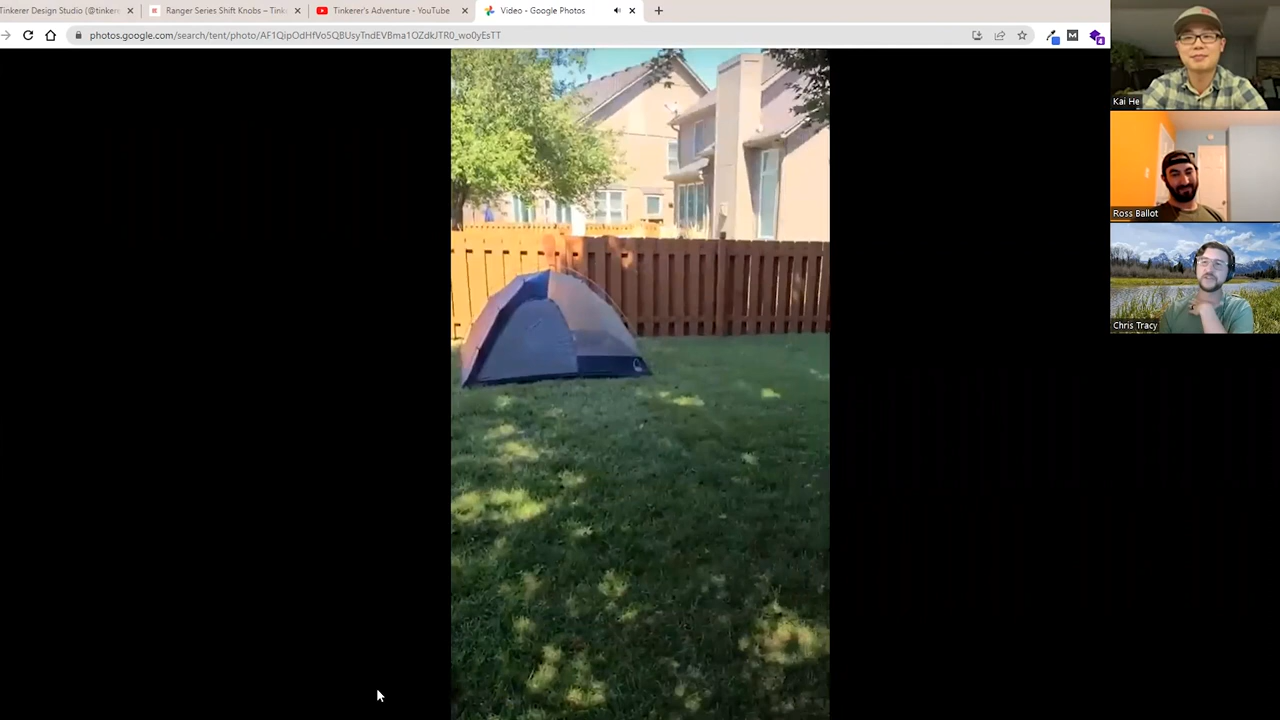 Tinkerer Design Studio (@tinker
Ranger Series Shift Knobs – Tink
Tinkerer's Adventure - YouTube
Video - Google Photos
photos.google.com/search/tent/photo/AF1QipOdHfVo5QBUsyTndEVBma1OZdkJTR0_wo0yEsTT
Kai He
Ross Ballot
Chris Tracy